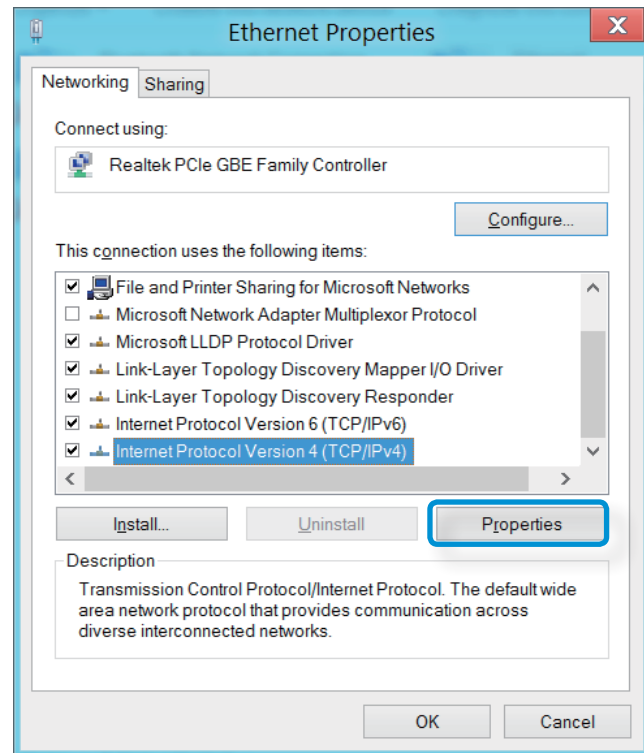 Ethernet Properties
X
Networking
Sharing
Connect using:
Realtek PCIe GBE Family Controller
Configure...
This connection uses the following items:
File and Printer Sharing for Microsoft Networks
Microsoft Network Adapter Multiplexor Protocol
Microsoft LLDP Protocol Driver
Link-Layer Topology Discovery Mapper I/O Driver
Link-Layer Topology Discovery Responder
Internet Protocol Version 6 (TCP/IPv6)
Internet Protocol Version 4 (TCP/IPv4)
Install...
Uninstall
Properties
Description
Transmission Control Protocol/Internet Protocol. The default wide
area network protocol that provides communication across
diverse interconnected networks.
OK
Cancel